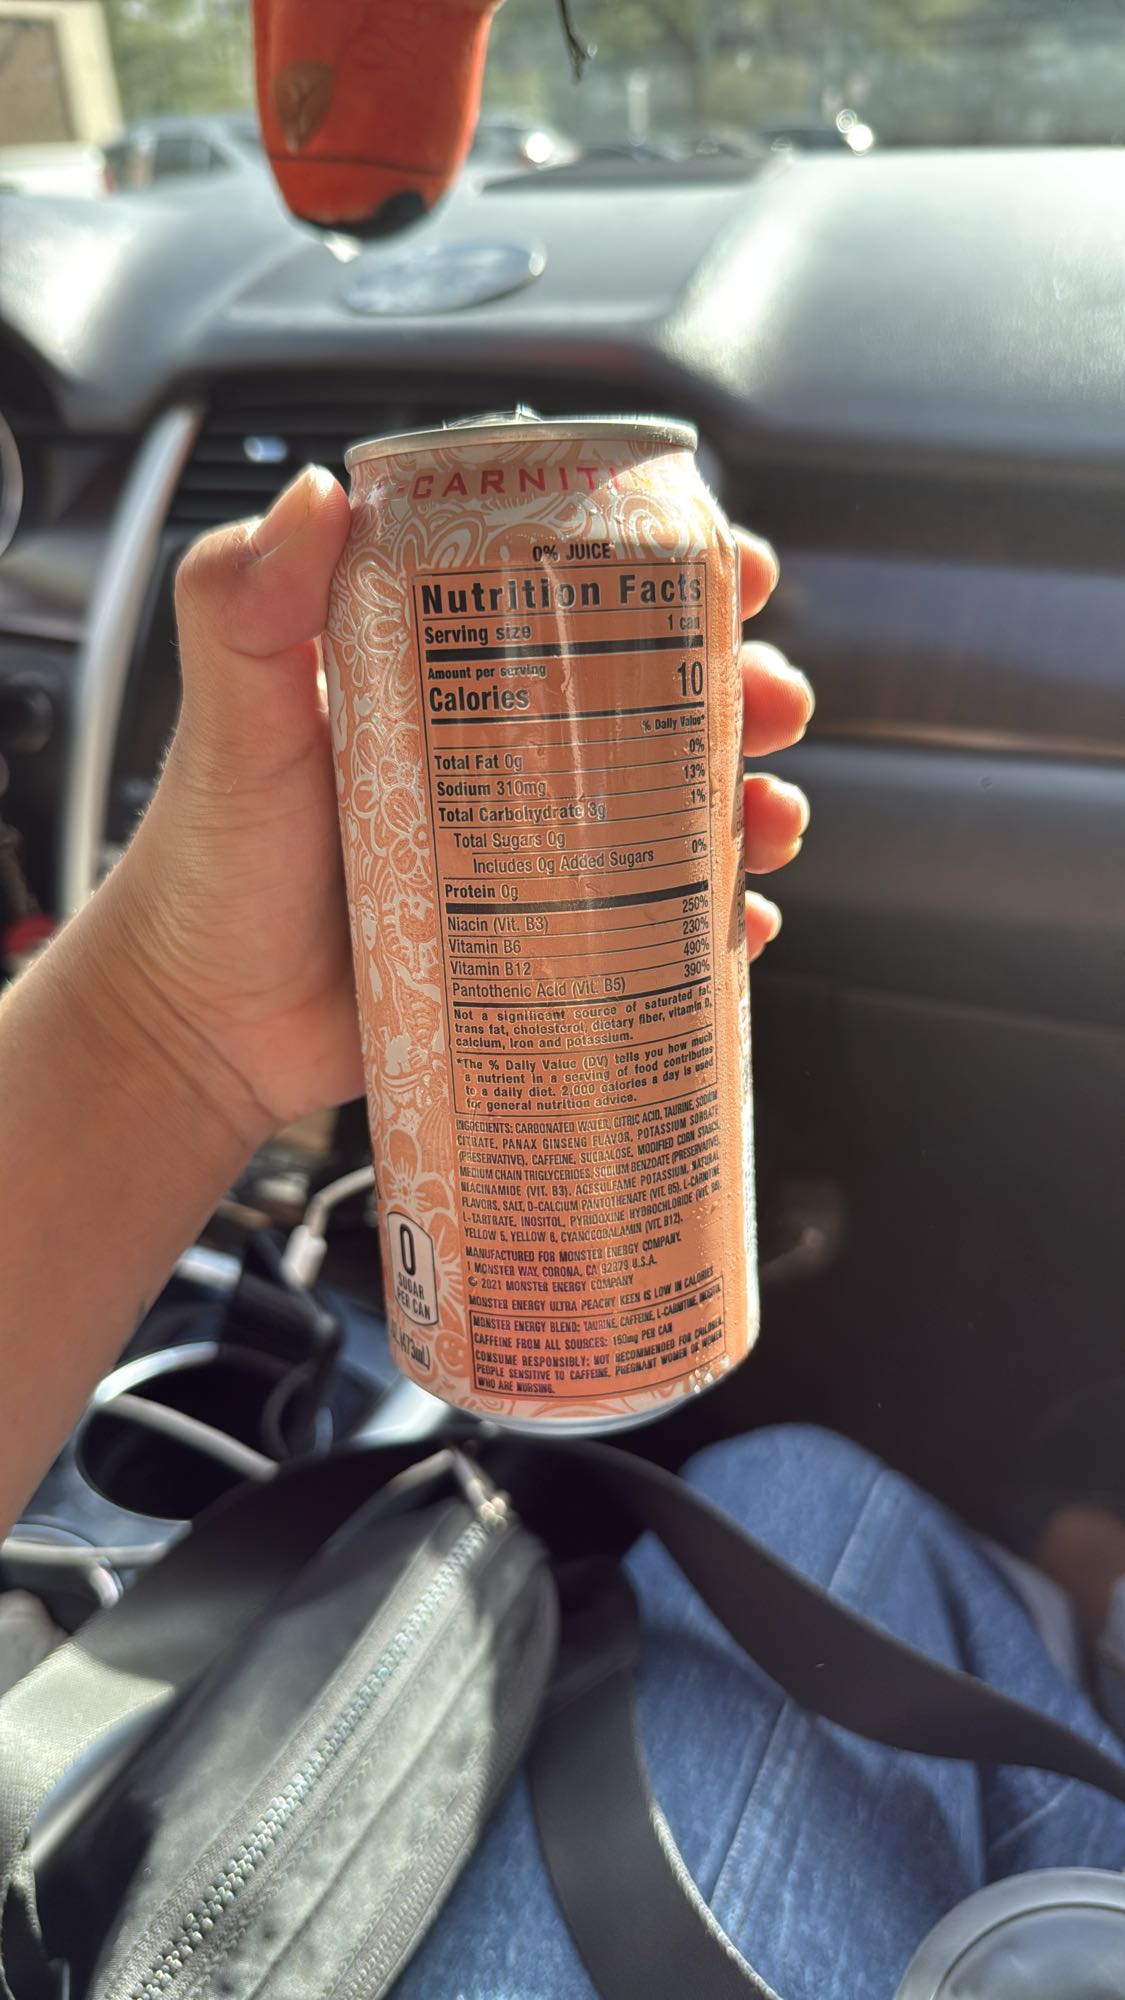 -CARNITINE
0% JUICE
Nutrition Facts
Serving size 1 can
Amount per serving
Calories 10
% Daily Value*
Total Fat 0g 0%
Sodium 310mg 13%
Total Carbohydrate 3g 1%
Total Sugars 0g
Includes 0g Added Sugars 0%
Protein 0g
Niacin (Vit. B3) 250%
Vitamin B6 230%
Vitamin B12 490%
Pantothenic Acid (Vit. B5) 390%
Not a significant source of saturated fat,
trans fat, cholesterol, dietary fiber, vitamin D,
calcium, iron and potassium.
*The % Daily Value (DV) tells you how much
a nutrient in a serving of food contributes
to a daily diet. 2,000 calories a day is used
for general nutrition advice.
INGREDIENTS: CARBONATED WATER, CITRIC ACID, TAURINE, SODIUM
CITRATE, PANAX GINSENG FLAVOR, POTASSIUM SORBATE
(PRESERVATIVE), CAFFEINE, SUCRALOSE, MODIFIED CORN STARCH,
MEDIUM CHAIN TRIGLYCERIDES, SODIUM BENZOATE (PRESERVATIVE),
NIACINAMIDE (VIT. B3), ACESULFAME POTASSIUM, NATURAL
FLAVORS, SALT, D-CALCIUM PANTOTHENATE (VIT. B5), L-CARNITINE
L-TARTRATE, INOSITOL, PYRIDOXINE HYDROCHLORIDE (VIT. B6),
YELLOW 5, YELLOW 6, CYANOCOBALAMIN (VIT. B12).
MANUFACTURED FOR MONSTER ENERGY COMPANY,
1 MONSTER WAY, CORONA, CA 92879 U.S.A.
© 2021 MONSTER ENERGY COMPANY
MONSTER ENERGY ULTRA PEACHY KEEN IS LOW IN CALORIES
MONSTER ENERGY BLEND: TAURINE, CAFFEINE, L-CARNITINE, INOSITOL
CAFFEINE FROM ALL SOURCES: 150mg PER CAN
CONSUME RESPONSIBLY: NOT RECOMMENDED FOR CHILDREN,
PEOPLE SENSITIVE TO CAFFEINE, PREGNANT WOMEN OR WOMEN
WHO ARE NURSING.
0
SUGAR
PER CAN
(473mL)